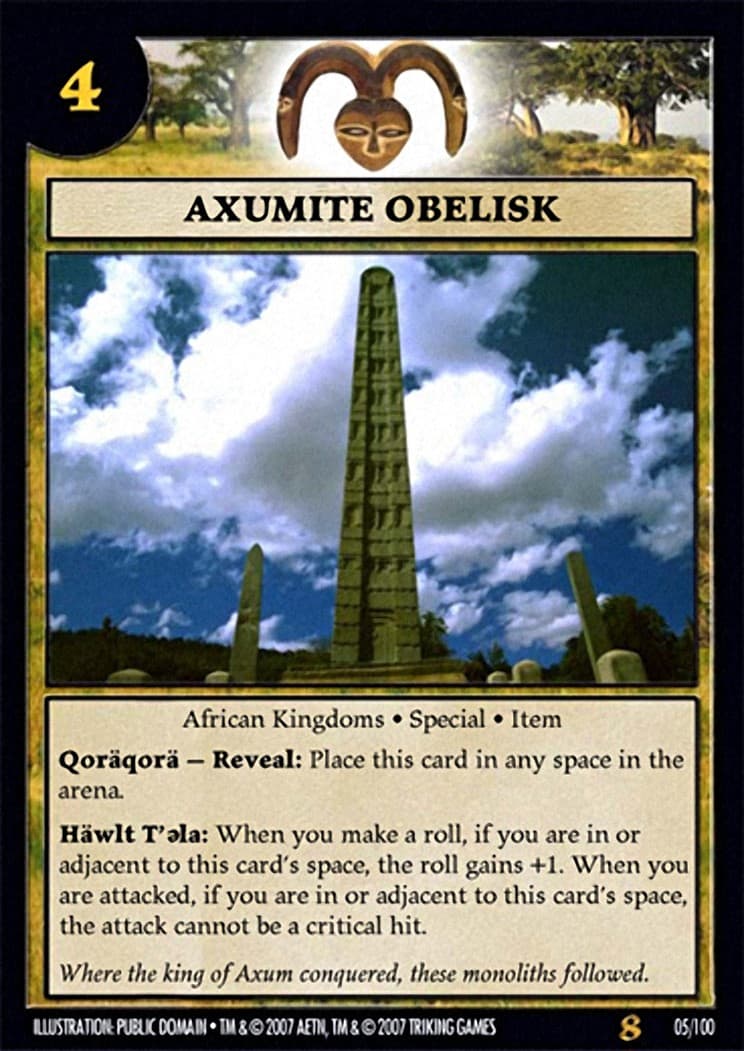 4
AXUMITE OBELISK
African Kingdoms • Special • Item
Qoräqorä – Reveal: Place this card in any space in the
arena.
Häwlt T'əla: When you make a roll, if you are in or
adjacent to this card's space, the roll gains +1. When you
are attacked, if you are in or adjacent to this card's space,
the attack cannot be a critical hit.
Where the king of Axum conquered, these monoliths followed.
ILLUSTRATION: PUBLIC DOMAIN • TM & © 2007 AETN, TM & © 2007 TRIKING GAMES 8 05/100